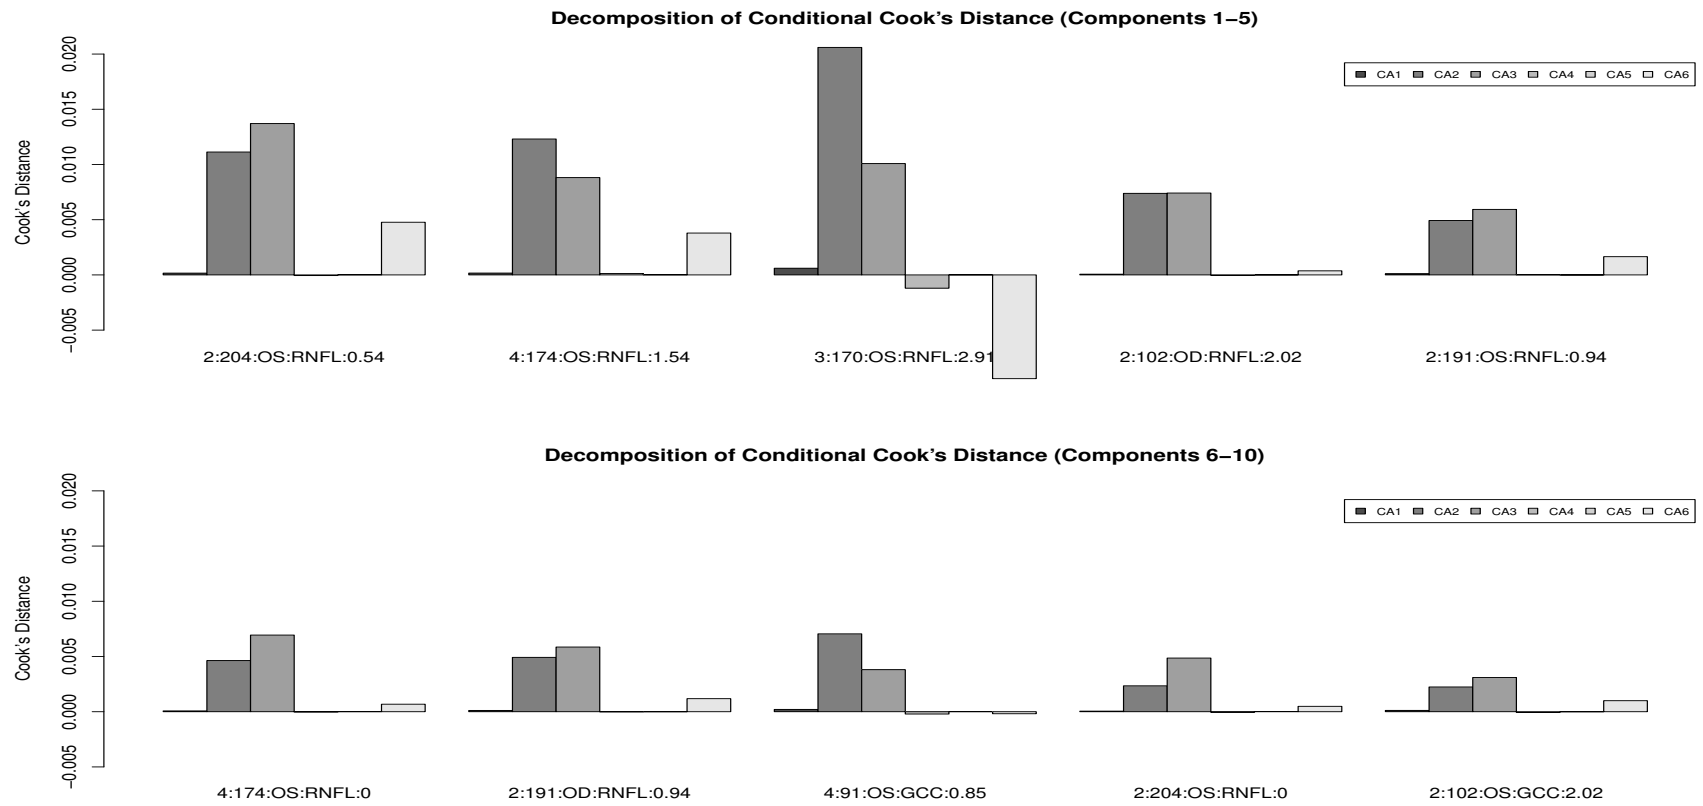 Decomposition of Conditional Cook's Distance (Components 1−5)
Cook's Distance
0.020
0.015
0.010
0.005
0.000
−0.005
CA1 CA2 CA3 CA4 CA5 CA6
2:204:OS:RNFL:0.54 4:174:OS:RNFL:1.54 3:170:OS:RNFL:2.91 2:102:OD:RNFL:2.02 2:191:OS:RNFL:0.94
Decomposition of Conditional Cook's Distance (Components 6−10)
Cook's Distance
0.020
0.015
0.010
0.005
0.000
−0.005
CA1 CA2 CA3 CA4 CA5 CA6
4:174:OS:RNFL:0 2:191:OD:RNFL:0.94 4:91:OS:GCC:0.85 2:204:OS:RNFL:0 2:102:OS:GCC:2.02